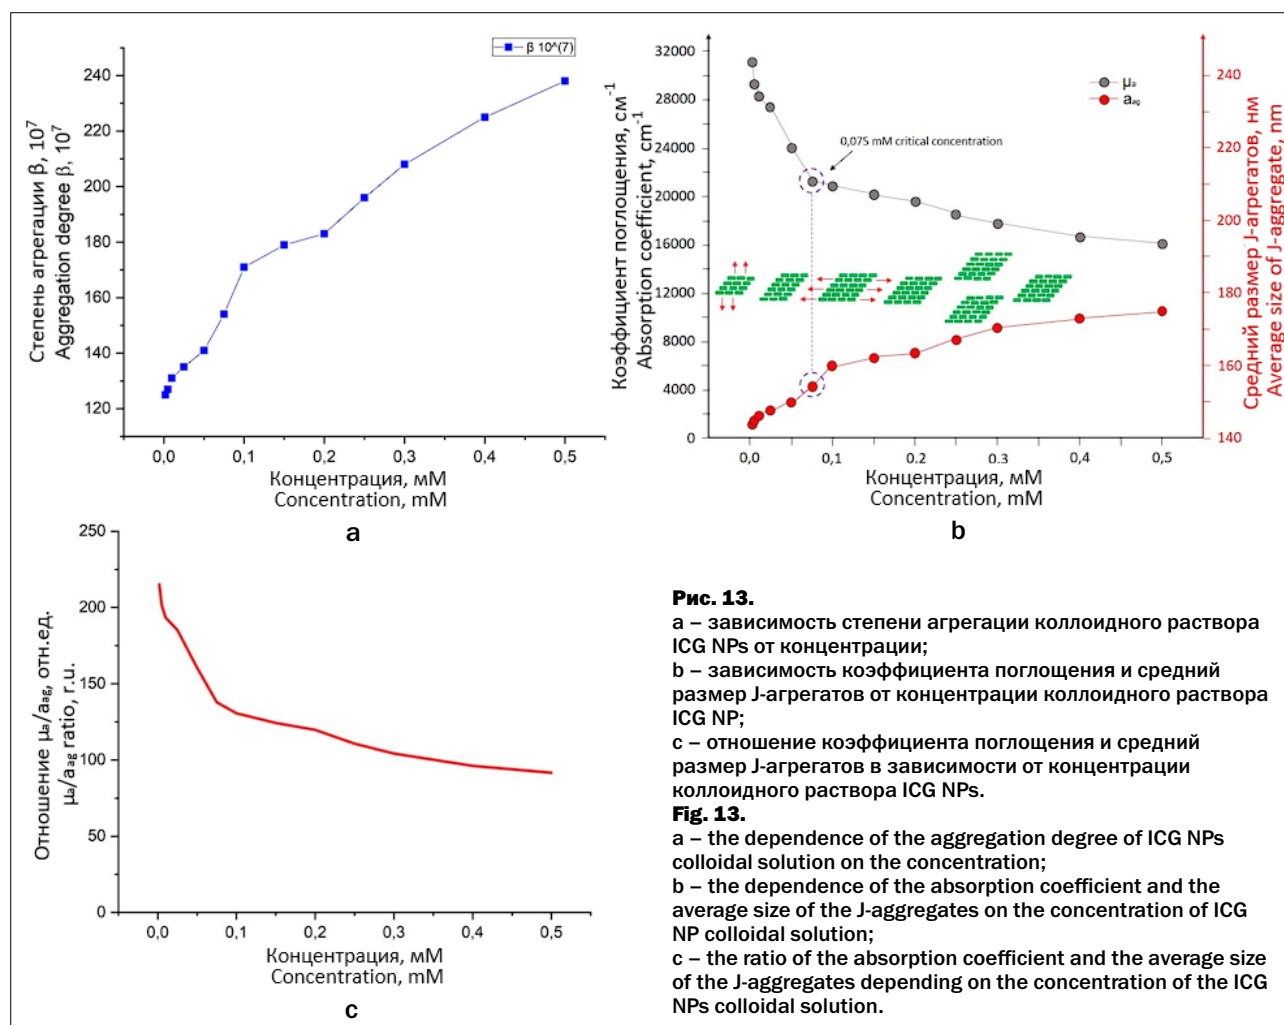 β 10^(7)
Степень агрегации β, 10⁷
Aggregation degree β, 10⁷
240
220
200
180
160
140
120
0,0
0,1
0,2
0,3
0,4
0,5
Концентрация, мМ
Concentration, mM
a
Коэффициент поглощения, см⁻¹
Absorption coefficient, cm⁻¹
32000
28000
24000
20000
16000
12000
8000
4000
0
μₐ
a_ag
0,075 mM critical concentration
240
220
200
180
160
140
Средний размер J-агрегатов, нм
Average size of J-aggregate, nm
0,0
0,1
0,2
0.3
0,4
0,5
Концентрация, мМ
Concentration, mM
b
Отношение μₐ/a_ag, отн.ед.
μₐ/a_ag ratio, r.u.
250
200
150
100
50
0
0,0
0,1
0,2
0,3
0,4
0,5
Концентрация, мМ
Concentration, mM
c
Рис. 13.
a – зависимость степени агрегации коллоидного раствора
ICG NPs от концентрации;
b – зависимость коэффициента поглощения и средний
размер J-агрегатов от концентрации коллоидного раствора
ICG NP;
c – отношение коэффициента поглощения и средний
размер J-агрегатов в зависимости от концентрации
коллоидного раствора ICG NPs.
Fig. 13.
a – the dependence of the aggregation degree of ICG NPs
colloidal solution on the concentration;
b – the dependence of the absorption coefficient and the
average size of the J-aggregates on the concentration of ICG
NP colloidal solution;
c – the ratio of the absorption coefficient and the average size
of the J-aggregates depending on the concentration of the ICG
NPs colloidal solution.